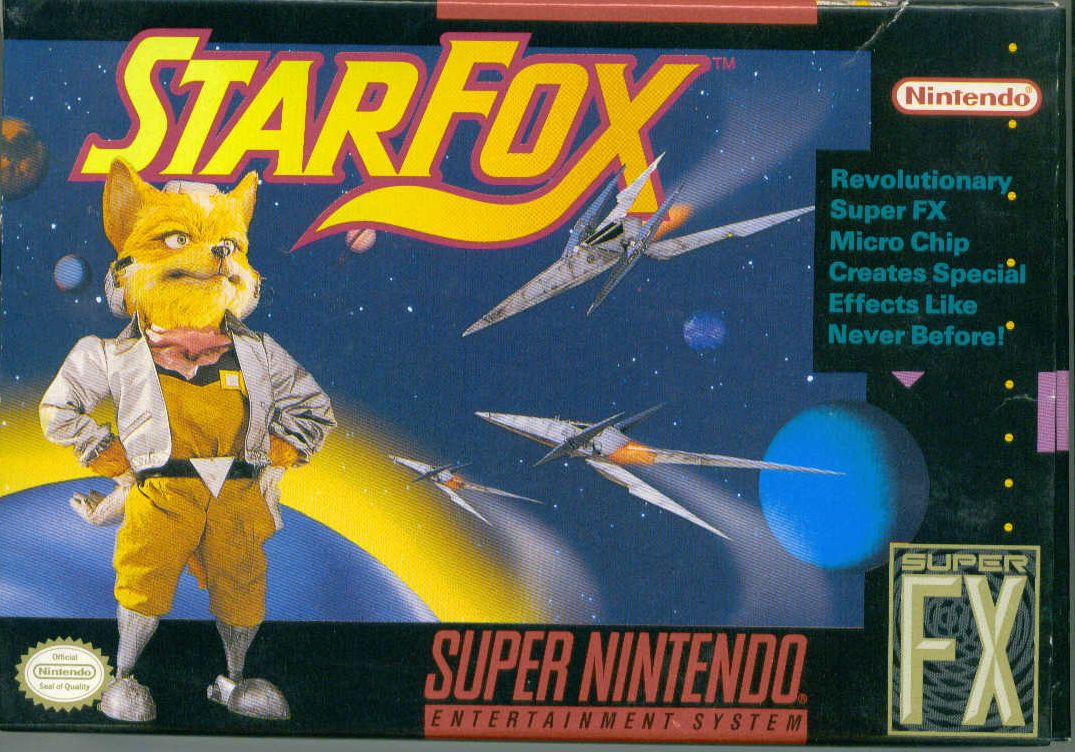 STARFOX™
Nintendo®
Revolutionary
Super FX
Micro Chip
Creates Special
Effects Like
Never Before!
SUPER
FX
Official
Nintendo
Seal of Quality
SUPER NINTENDO®
ENTERTAINMENT SYSTEM